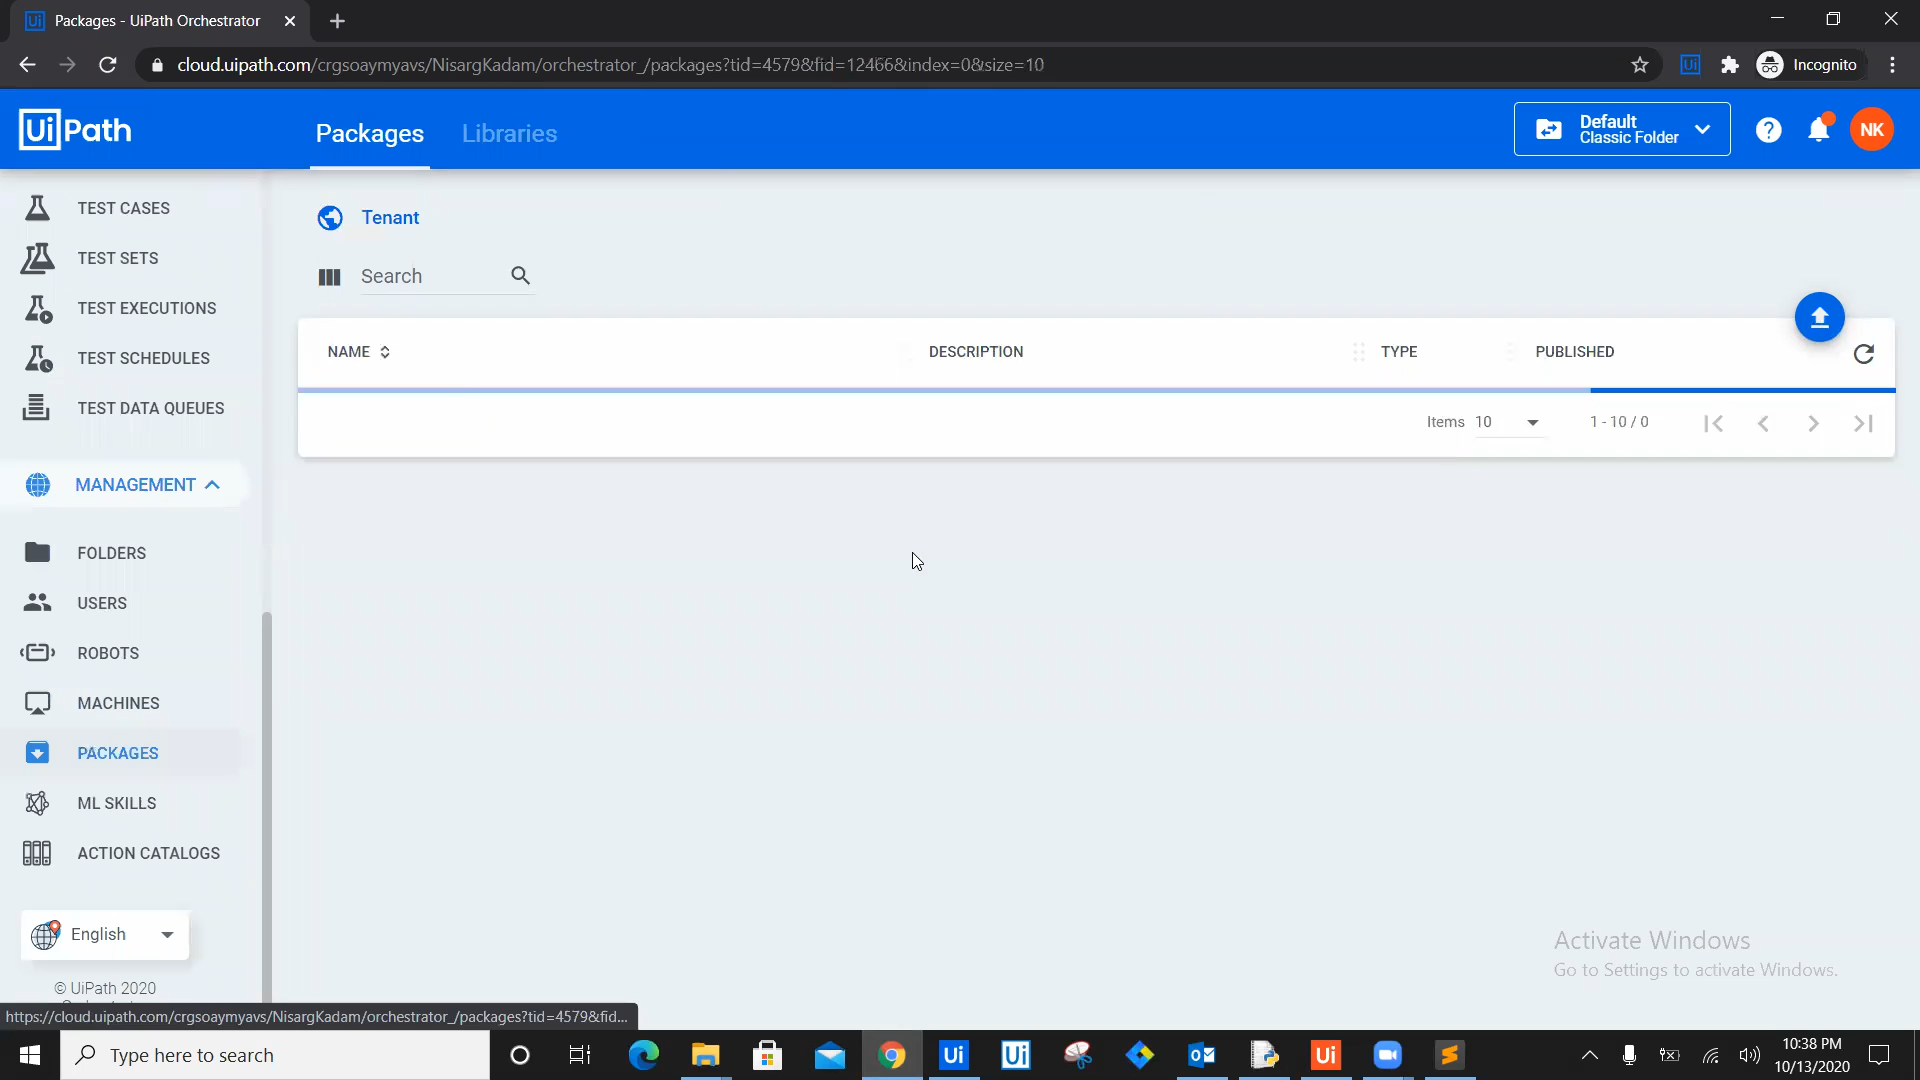 Packages - UiPath Orchestrator
cloud.uipath.com/crgsoaymyavs/NisargKadam/orchestrator_/packages?tid=4579&fid=12466&index=0&size=10
Incognito
Ui Path
Packages
Libraries
Default
Classic Folder
NK
TEST CASES
TEST SETS
TEST EXECUTIONS
TEST SCHEDULES
TEST DATA QUEUES
MANAGEMENT
FOLDERS
USERS
ROBOTS
MACHINES
PACKAGES
ML SKILLS
ACTION CATALOGS
English
© UiPath 2020
Tenant
Search
NAME
DESCRIPTION
TYPE
PUBLISHED
Items 10
1 - 10 / 0
Activate Windows
Go to Settings to activate Windows.
https://cloud.uipath.com/crgsoaymyavs/NisargKadam/orchestrator_/packages?tid=4579&fid...
Type here to search
10:38 PM
10/13/2020